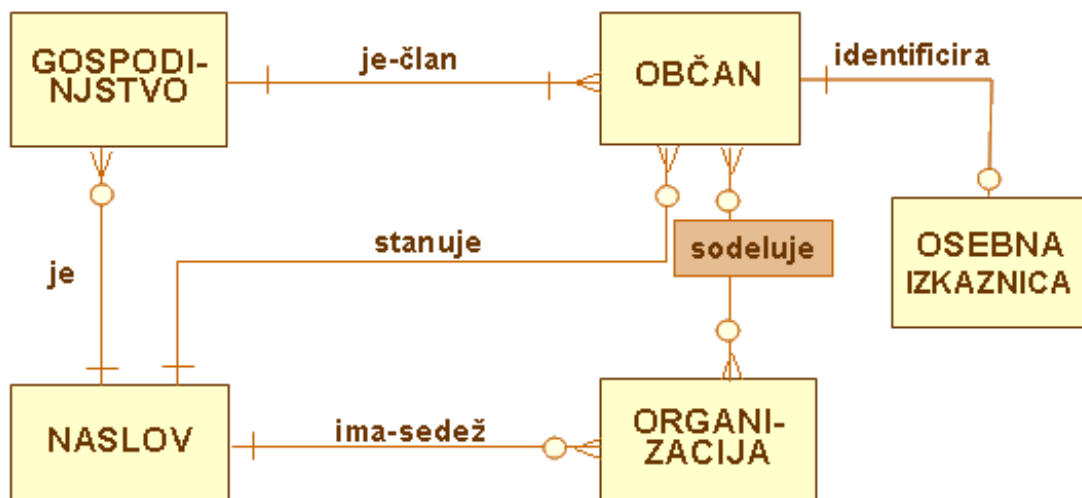 GOSPODI-
NJSTVO
je-član
OBČAN
identificira
stanuje
sodeluje
je
OSEBNA
IZKAZNICA
NASLOV
ima-sedež
ORGANI-
ZACIJA